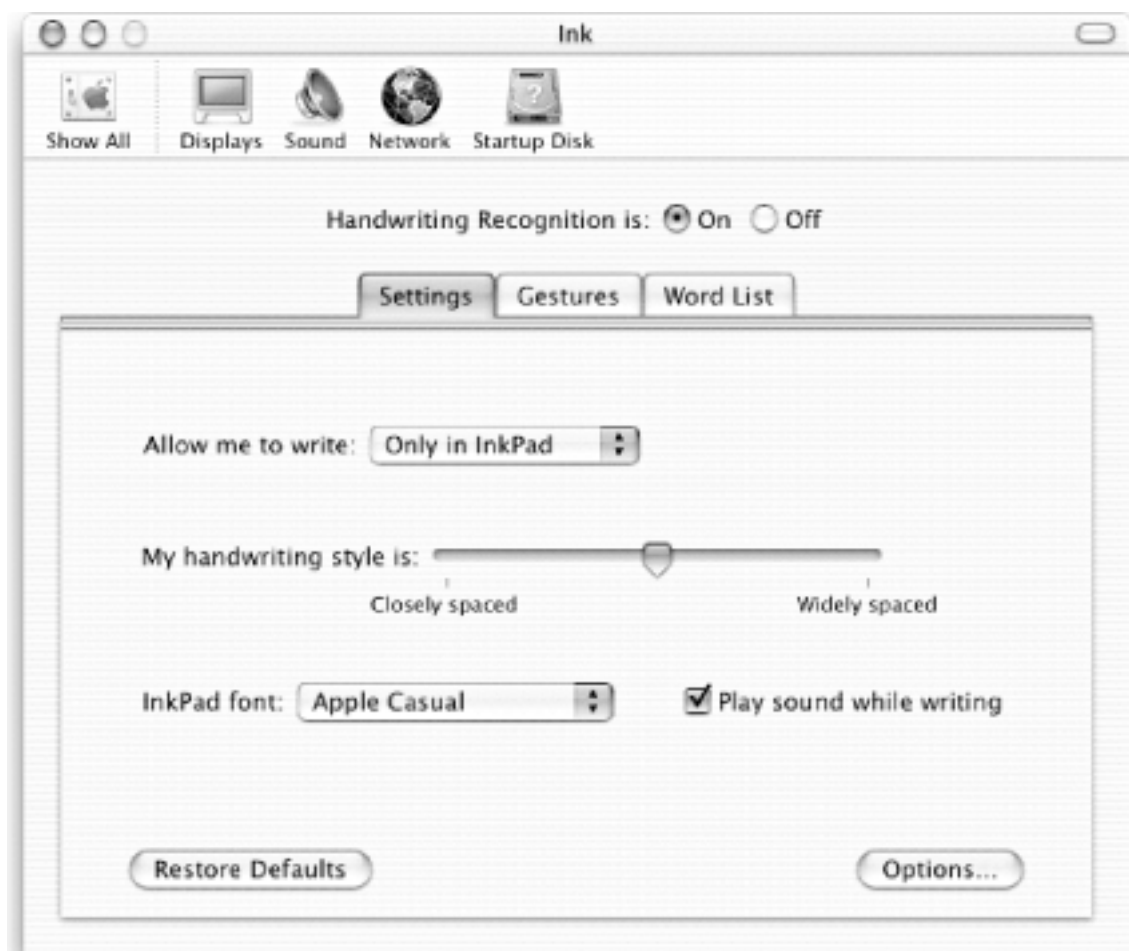 Ink
Show All Displays Sound Network Startup Disk
Handwriting Recognition is: On Off
Settings Gestures Word List
Allow me to write: Only in InkPad
My handwriting style is:
Closely spaced Widely spaced
InkPad font: Apple Casual Play sound while writing
Restore Defaults Options...